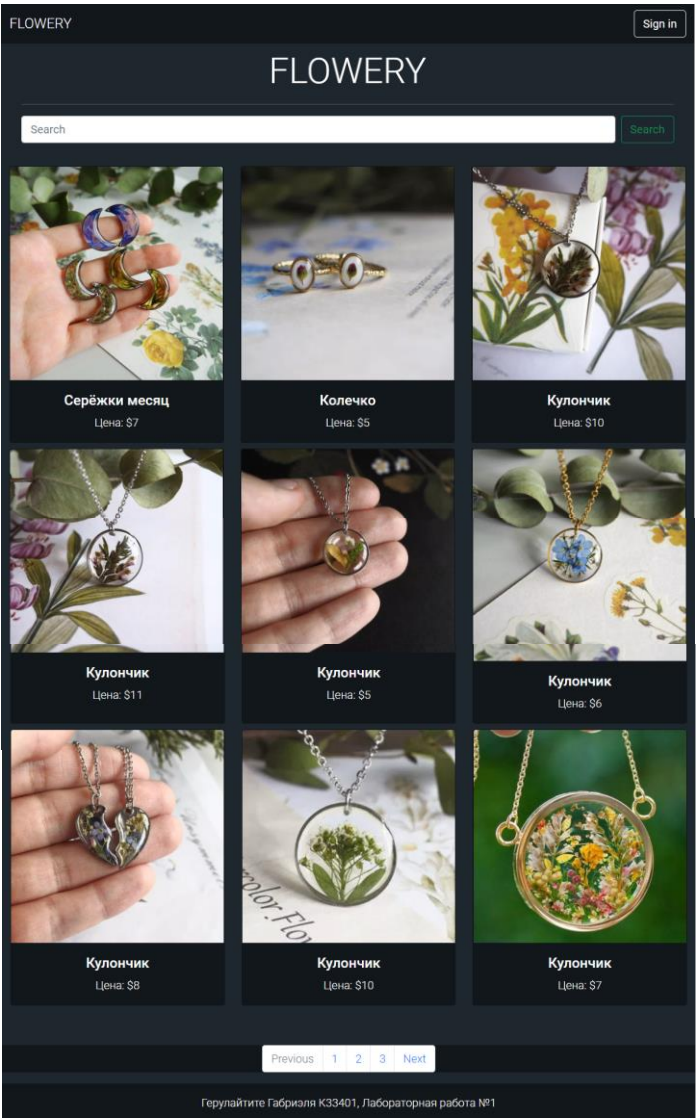 FLOWERY
Sign in
FLOWERY
Search
Search
Серёжки месяц
Колечко
Кулончик
Цена: $7
Цена: $5
Цена: $10
Кулончик
Кулончик
Кулончик
Цена: $11
Цена: $5
Цена: $6
Кулончик
Кулончик
Кулончик
Цена: $8
Цена: $10
Цена: $7
Previous 1 2 3 Next
Герулайтите Габриэля К33401, Лабораторная работа №1